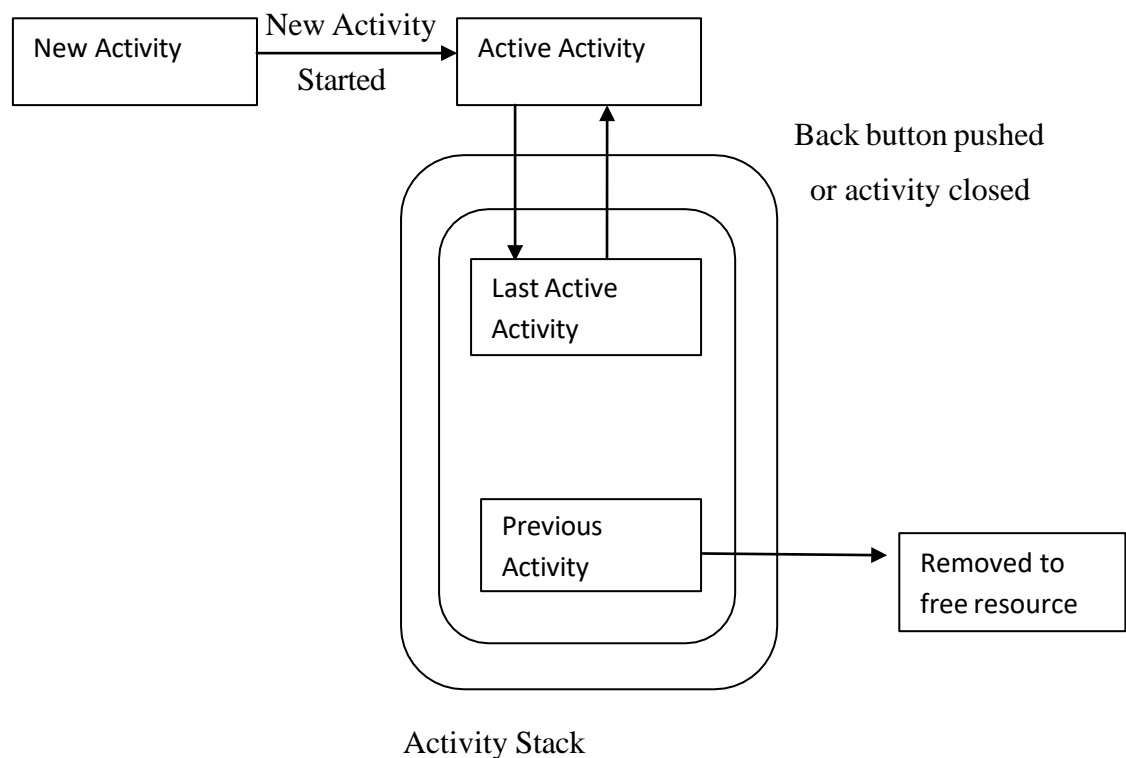 New Activity
New Activity
Started
Active Activity
Back button pushed
or activity closed
Last Active
Activity
Previous
Activity
Removed to
free resource
Activity Stack